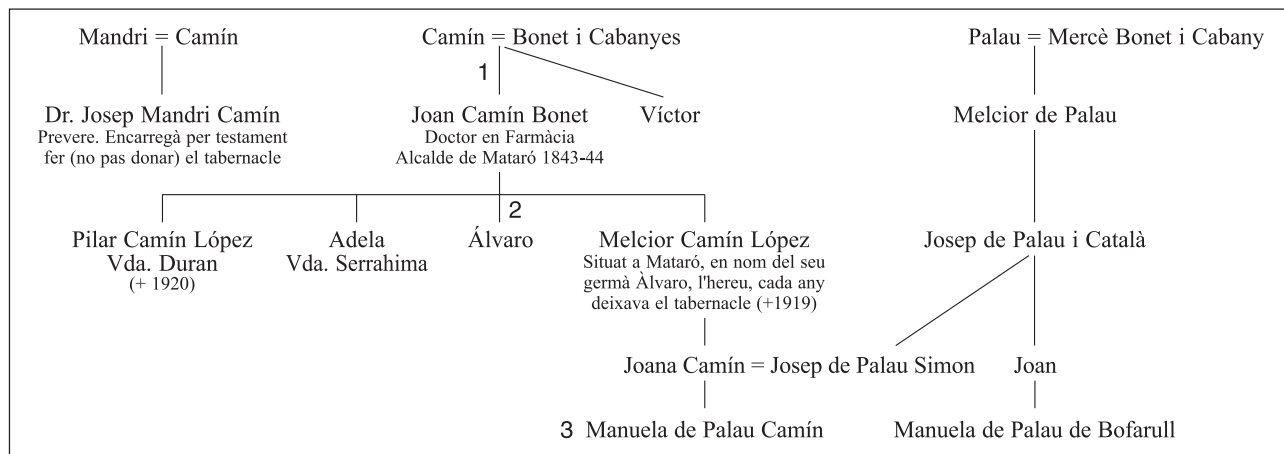 Mandri = Camín
Camín = Bonet i Cabanyes
Palau = Mercè Bonet i Cabany
1
Dr. Josep Mandri Camín
Prevere. Encarregà per testament
fer (no pas donar) el tabernacle
Joan Camín Bonet
Doctor en Farmàcia
Alcalde de Mataró 1843-44
Víctor
Melcior de Palau
2
Pilar Camín López
Vda. Duran
(+ 1920)
Adela
Vda. Serrahima
Álvaro
Melcior Camín López
Situat a Mataró, en nom del seu
germà Àlvaro, l'hereu, cada any
deixava el tabernacle (+1919)
Josep de Palau i Català
Joana Camín = Josep de Palau Simon
Joan
3 Manuela de Palau Camín
Manuela de Palau de Bofarull